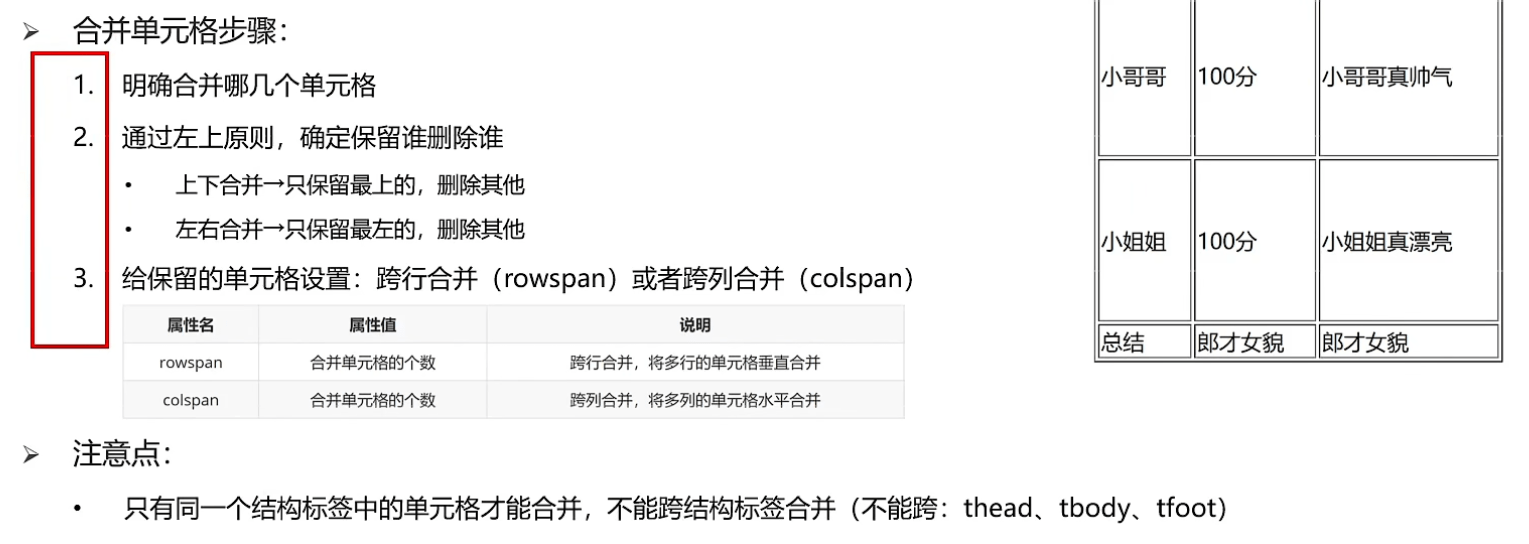 ➢ 合并单元格步骤：
1. 明确合并哪几个单元格
2. 通过左上原则，确定保留谁删除谁
• 上下合并→只保留最上的，删除其他
• 左右合并→只保留最左的，删除其他
3. 给保留的单元格设置：跨行合并（rowspan）或者跨列合并（colspan）
属性名 属性值 说明
rowspan 合并单元格的个数 跨行合并，将多行的单元格垂直合并
colspan 合并单元格的个数 跨列合并，将多列的单元格水平合并
➢ 注意点：
• 只有同一个结构标签中的单元格才能合并，不能跨结构标签合并（不能跨：thead、tbody、tfoot）
小哥哥 100分 小哥哥真帅气
小姐姐 100分 小姐姐真漂亮
总结 郎才女貌 郎才女貌